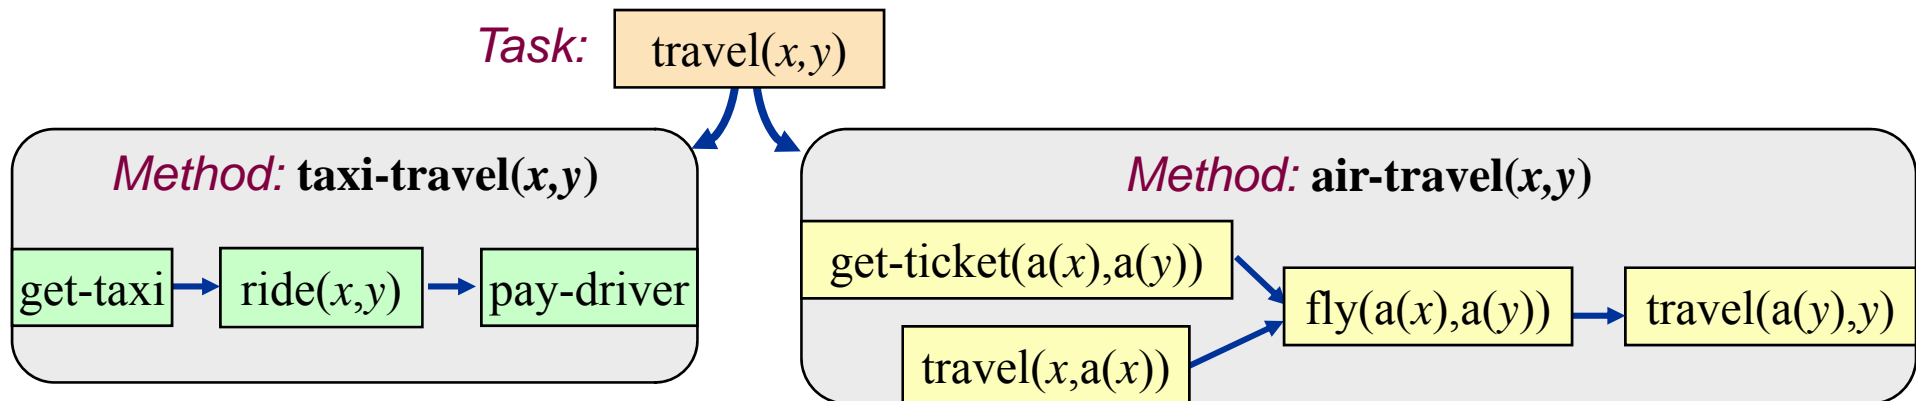 Task: travel(x,y)
Method: taxi-travel(x,y)
get-taxi
ride(x,y)
pay-driver
Method: air-travel(x,y)
get-ticket(a(x),a(y))
travel(x,a(x))
fly(a(x),a(y))
travel(a(y),y)